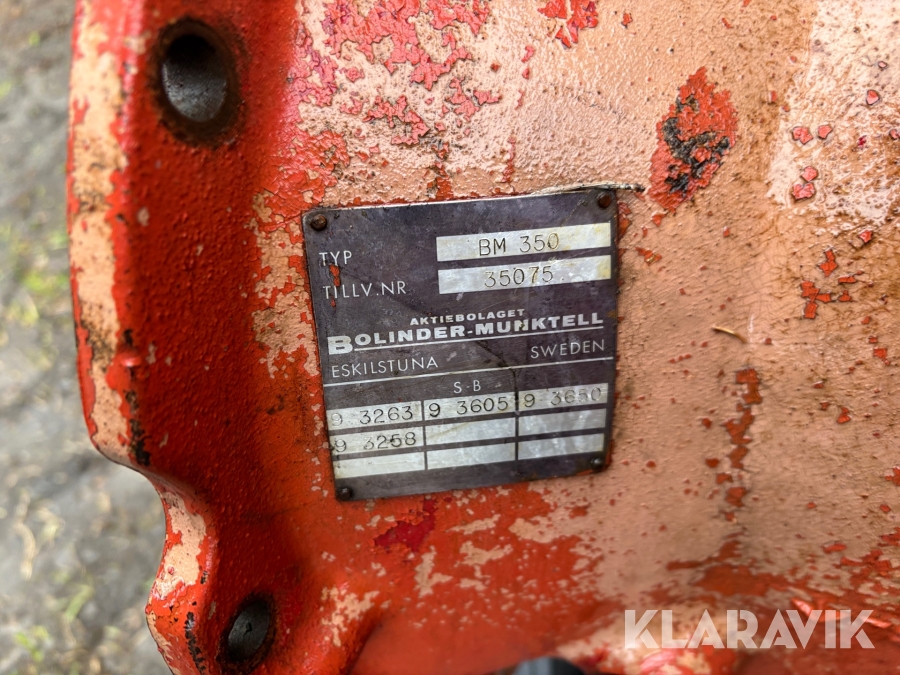 TYP BM 350
TILLV.NR 35075
AKTIEBOLAGET
BOLINDER-MUNKTELL
ESKILSTUNA SWEDEN
S-B
9 3263 9 3605 9 3650
9 3258
KLARAVIK